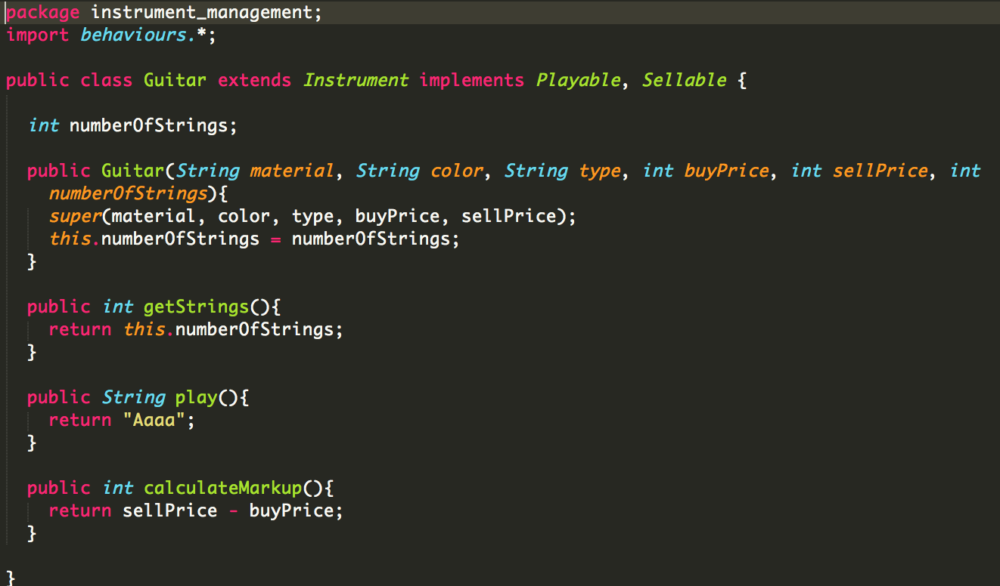 package instrument_management;
import behaviours.*;
public class Guitar extends Instrument implements Playable, Sellable {
int numberOfStrings;
public Guitar(String material, String color, String type, int buyPrice, int sellPrice, int
numberOfStrings){
super(material, color, type, buyPrice, sellPrice);
this.numberOfStrings = numberOfStrings;
}
public int getStrings(){
return this.numberOfStrings;
}
public String play(){
return "Aaaa";
}
public int calculateMarkup(){
return sellPrice - buyPrice;
}
}